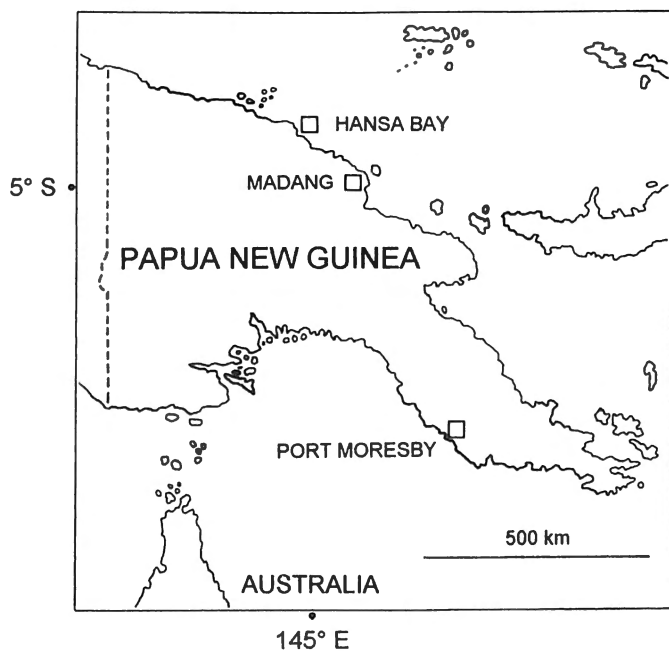 HANSA BAY
5° S
MADANG
PAPUA NEW GUINEA
PORT MORESBY
500 km
AUSTRALIA
145° E